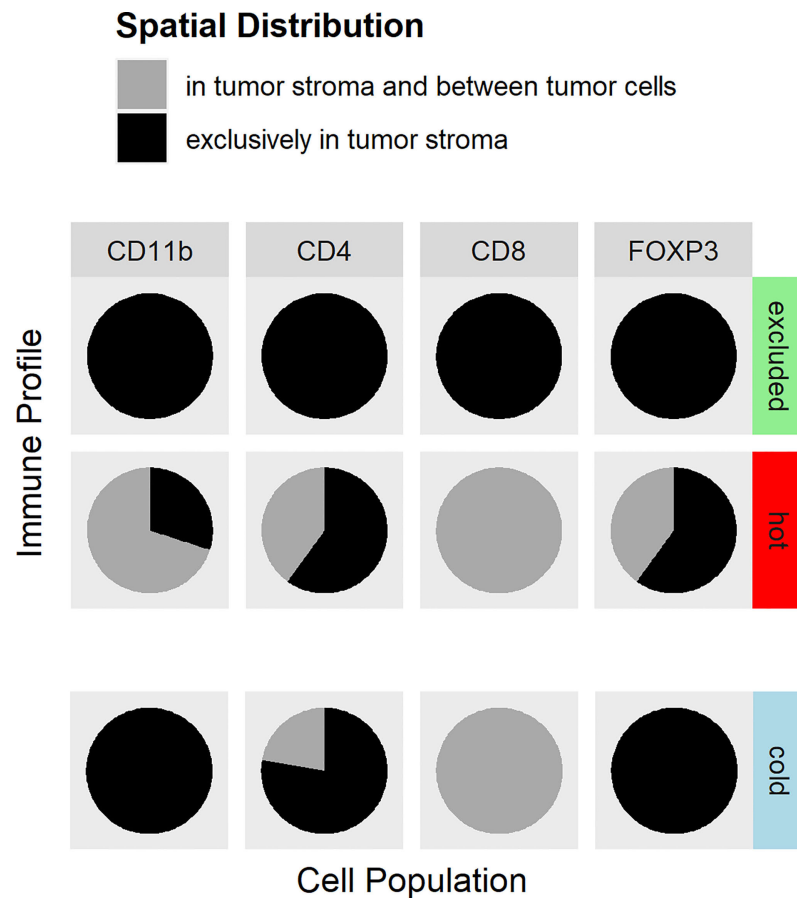 Spatial Distribution
in tumor stroma and between tumor cells
exclusively in tumor stroma
CD11b
CD4
CD8
FOXP3
excluded
hot
cold
Immune Profile
Cell Population